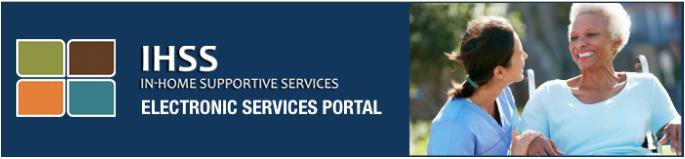 IHSS
IN-HOME SUPPORTIVE SERVICES
ELECTRONIC SERVICES PORTAL